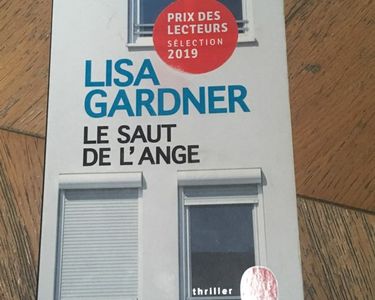 PRIX DES
LECTEURS
SÉLECTION
2019
LISA
GARDNER
LE SAUT
DE L'ANGE
thriller